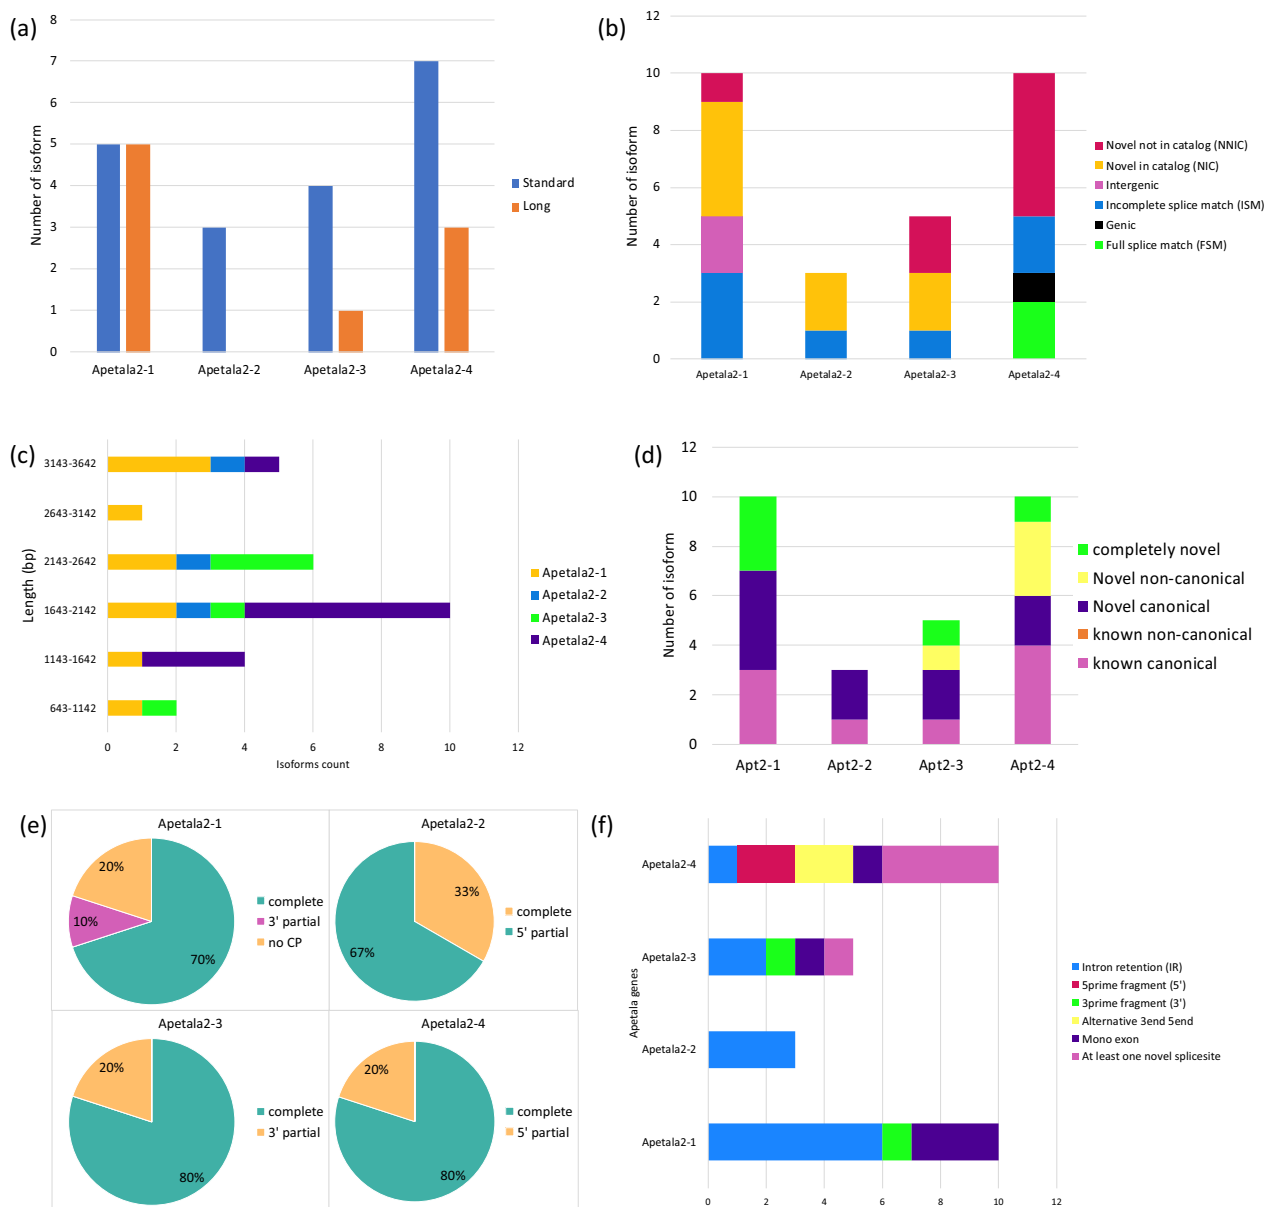 (a)
8
7
6
5
4
3
2
1
0
Number of isoform
Apetala2-1
Apetala2-2
Apetala2-3
Apetala2-4
Standard
Long
(b)
12
10
8
6
4
2
0
Number of isoform
Apetala2-1
Apetala2-2
Apetala2-3
Apetala2-4
Novel not in catalog (NNIC)
Novel in catalog (NIC)
Intergenic
Incomplete splice match (ISM)
Genic
Full splice match (FSM)
(c)
Length (bp)
3143-3642
2643-3142
2143-2642
1643-2142
1143-1642
643-1142
0 2 4 6 8 10 12
Isoforms count
Apetala2-1
Apetala2-2
Apetala2-3
Apetala2-4
(d)
12
10
8
6
4
2
0
Number of isoform
Apt2-1
Apt2-2
Apt2-3
Apt2-4
completely novel
Novel non-canonical
Novel canonical
known non-canonical
known canonical
(e)
Apetala2-1
20%
10%
70%
complete
3' partial
no CP
Apetala2-2
33%
67%
complete
5' partial
Apetala2-3
20%
80%
complete
3' partial
Apetala2-4
20%
80%
complete
5' partial
(f)
Apetala genes
Apetala2-4
Apetala2-3
Apetala2-2
Apetala2-1
0 2 4 6 8 10 12
Intron retention (IR)
5prime fragment (5')
3prime fragment (3')
Alternative 3end 5end
Mono exon
At least one novel splicesite